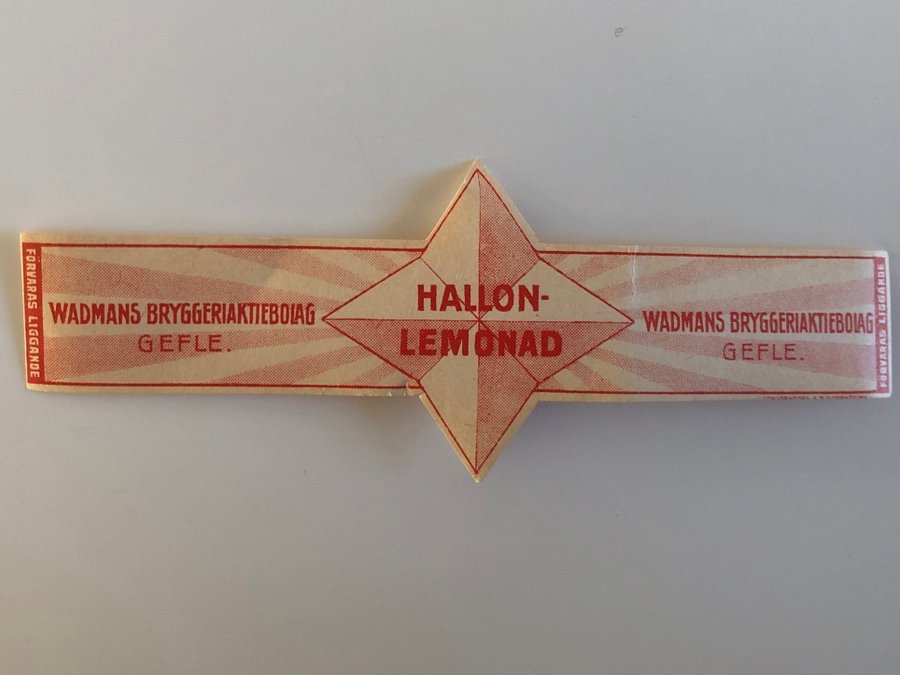 FÖRVARAS LIGGANDE
WADMANS BRYGGERIAKTIEBOLAG
GEFLE.
HALLON-
LEMONAD
WADMANS BRYGGERIAKTIEBOLAG
GEFLE.
FÖRVARAS LIGGANDE